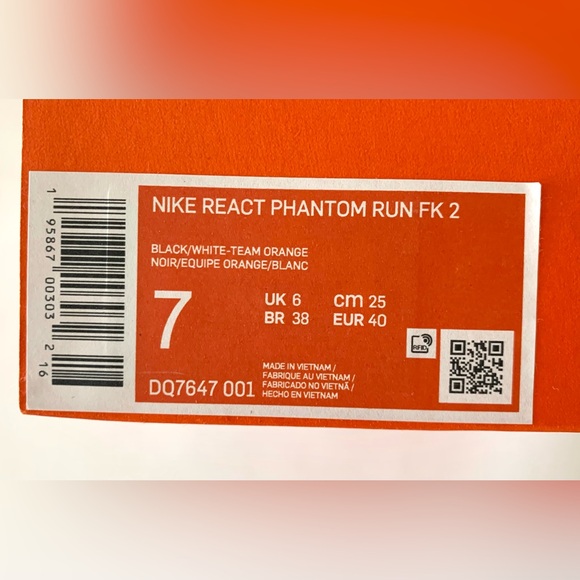 NIKE REACT PHANTOM RUN FK 2
BLACK/WHITE-TEAM ORANGE
NOIR/EQUIPE ORANGE/BLANC
7
UK 6 cm 25
BR 38 EUR 40
RFID
MADE IN VIETNAM /
FABRIQUE AU VIETNAM /
FABRICADO NO VIETNÃ /
HECHO EN VIETNAM
DQ7647 001
1 95867 00303 2 16